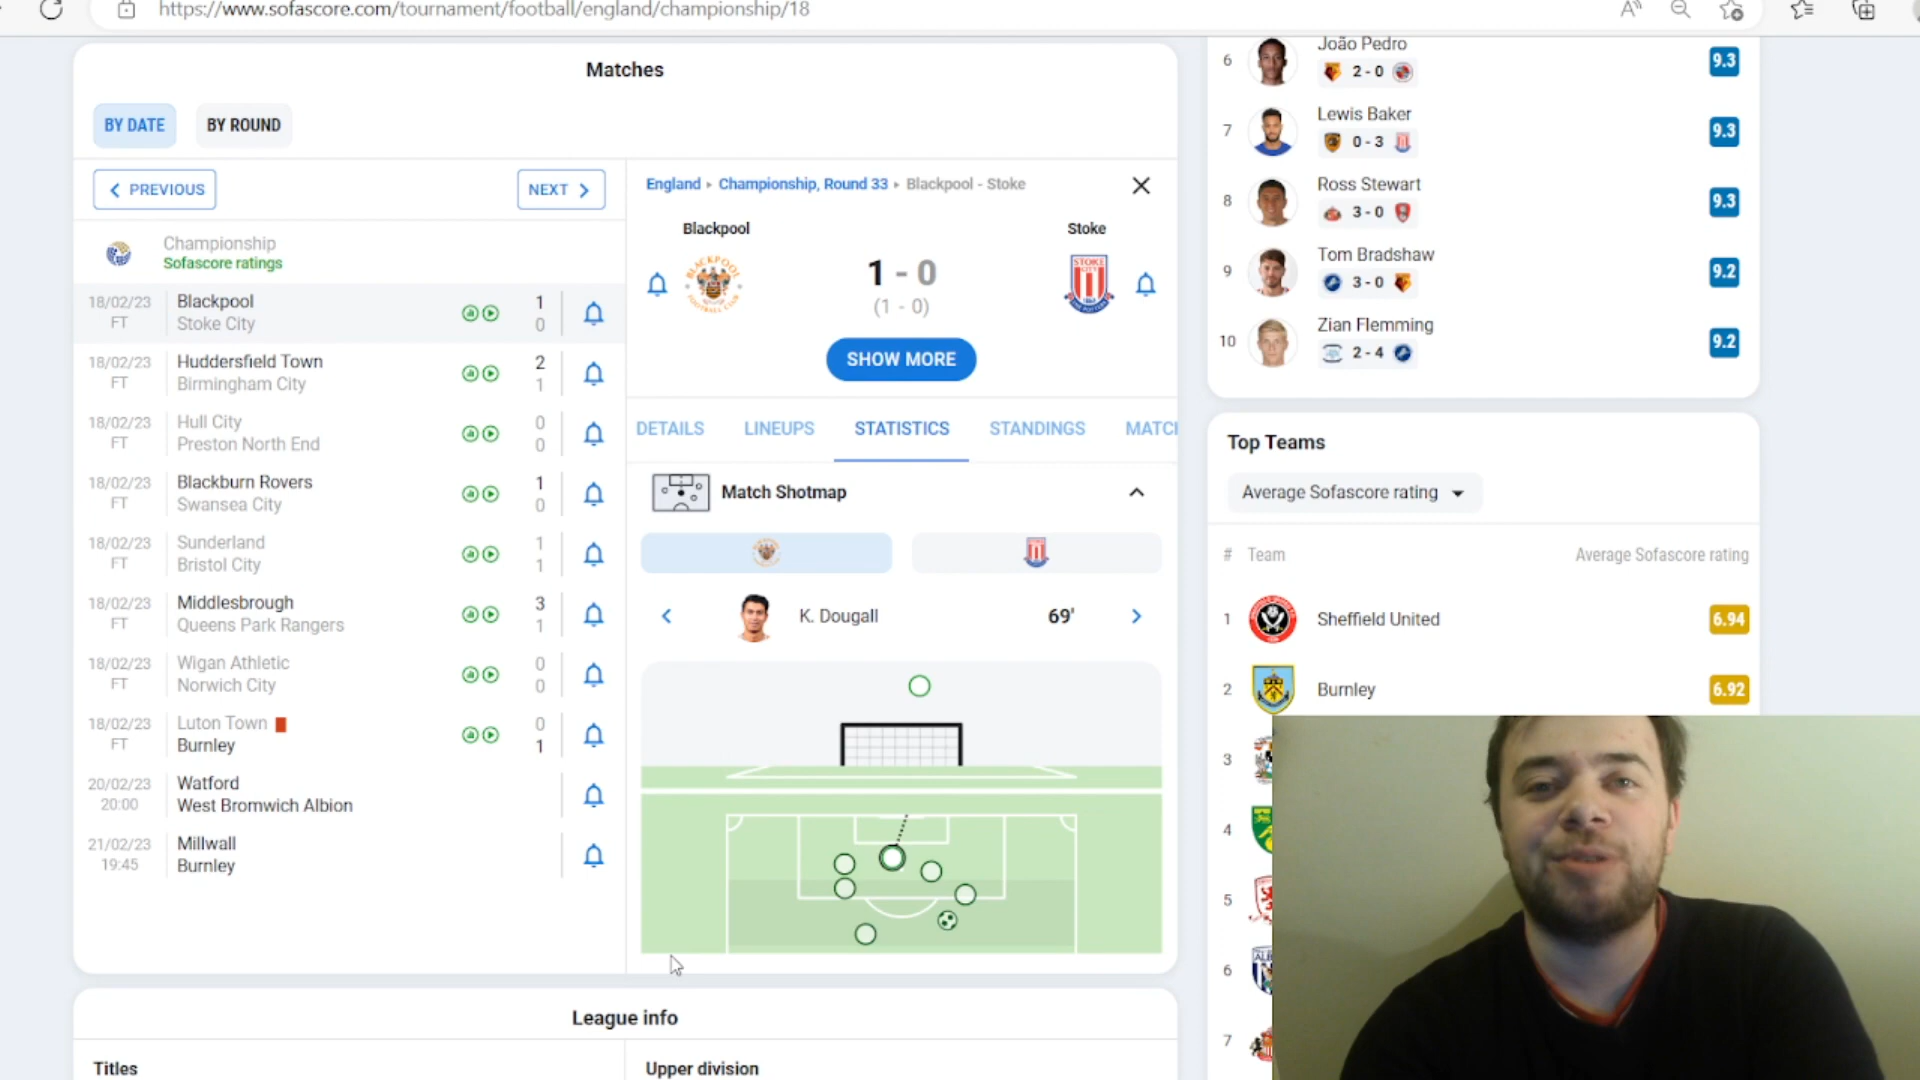 https://www.sofascore.com/tournament/football/england/championship/18
Matches
BY DATE
BY ROUND
PREVIOUS
NEXT
Championship
Sofascore ratings
18/02/23 Blackpool 1
FT Stoke City 0
18/02/23 Huddersfield Town 2
FT Birmingham City 1
18/02/23 Hull City 0
FT Preston North End 0
18/02/23 Blackburn Rovers 1
FT Swansea City 0
18/02/23 Sunderland 1
FT Bristol City 1
18/02/23 Middlesbrough 3
FT Queens Park Rangers 1
18/02/23 Wigan Athletic 0
FT Norwich City 0
18/02/23 Luton Town 0
FT Burnley 1
20/02/23 Watford
20:00 West Bromwich Albion
21/02/23 Millwall
19:45 Burnley
England
Championship, Round 33
Blackpool - Stoke
Blackpool
Stoke
1 - 0
(1 - 0)
BLACKPOOL
FOOTBALL CLUB
STOKE
CITY
SHOW MORE
DETAILS
LINEUPS
STATISTICS
STANDINGS
MATCH
Match Shotmap
K. Dougall
69'
League info
Titles
Upper division
6 João Pedro 9.3
2 - 0
7 Lewis Baker 9.3
0 - 3
8 Ross Stewart 9.3
3 - 0
9 Tom Bradshaw 9.2
3 - 0
10 Zian Flemming 9.2
2 - 4
Top Teams
Average Sofascore rating
# Team Average Sofascore rating
1 Sheffield United 6.94
2 Burnley 6.92
3
4
5
6
7